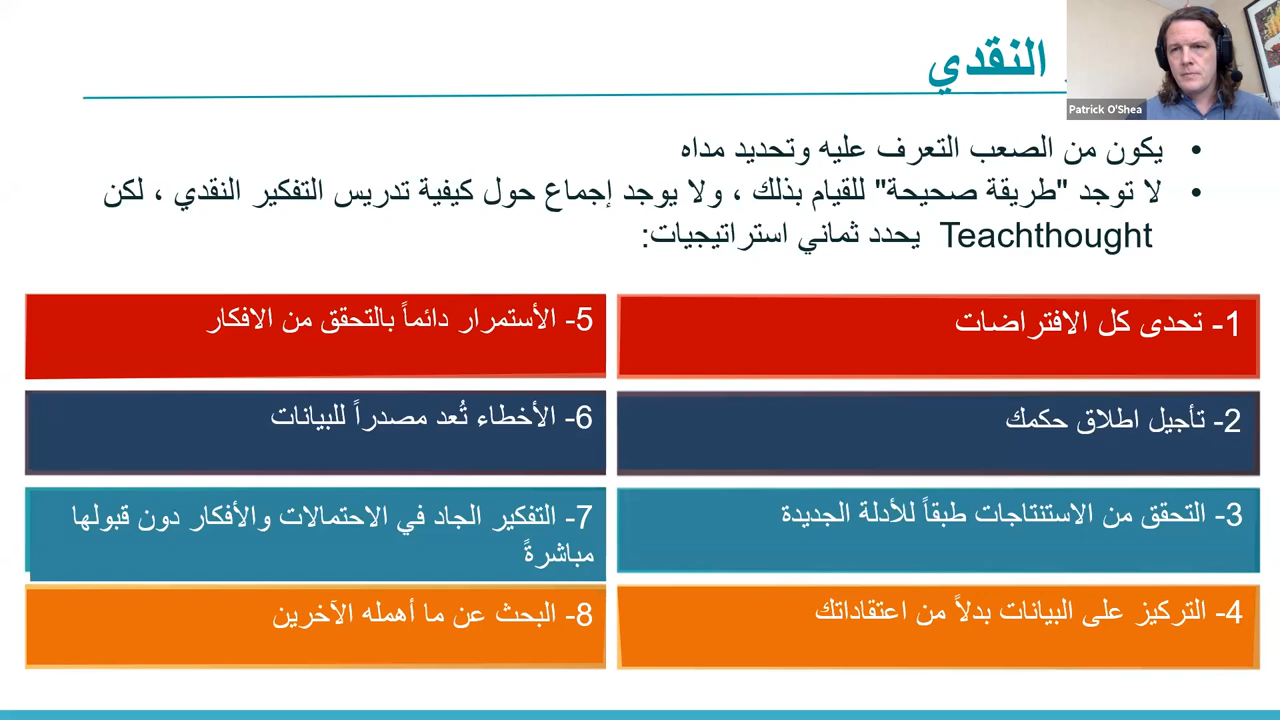 النقدي
Patrick O'Shea
• يكون من الصعب التعرف عليه وتحديد مداه
• لا توجد "طريقة صحيحة" للقيام بذلك ، ولا يوجد إجماع حول كيفية تدريس التفكير النقدي ، لكن
Teachthought يحدد ثماني استراتيجيات:
1- تحدى كل الافتراضات
2- تأجيل اطلاق حكمك
3- التحقق من الاستنتاجات طبقاً للأدلة الجديدة
4- التركيز على البيانات بدلاً من اعتقاداتك
5- الأستمرار دائماً بالتحقق من الافكار
6- الأخطاء تُعد مصدراً للبيانات
7- التفكير الجاد في الاحتمالات والأفكار دون قبولها
مباشرةً
8- البحث عن ما أهمله الآخرين